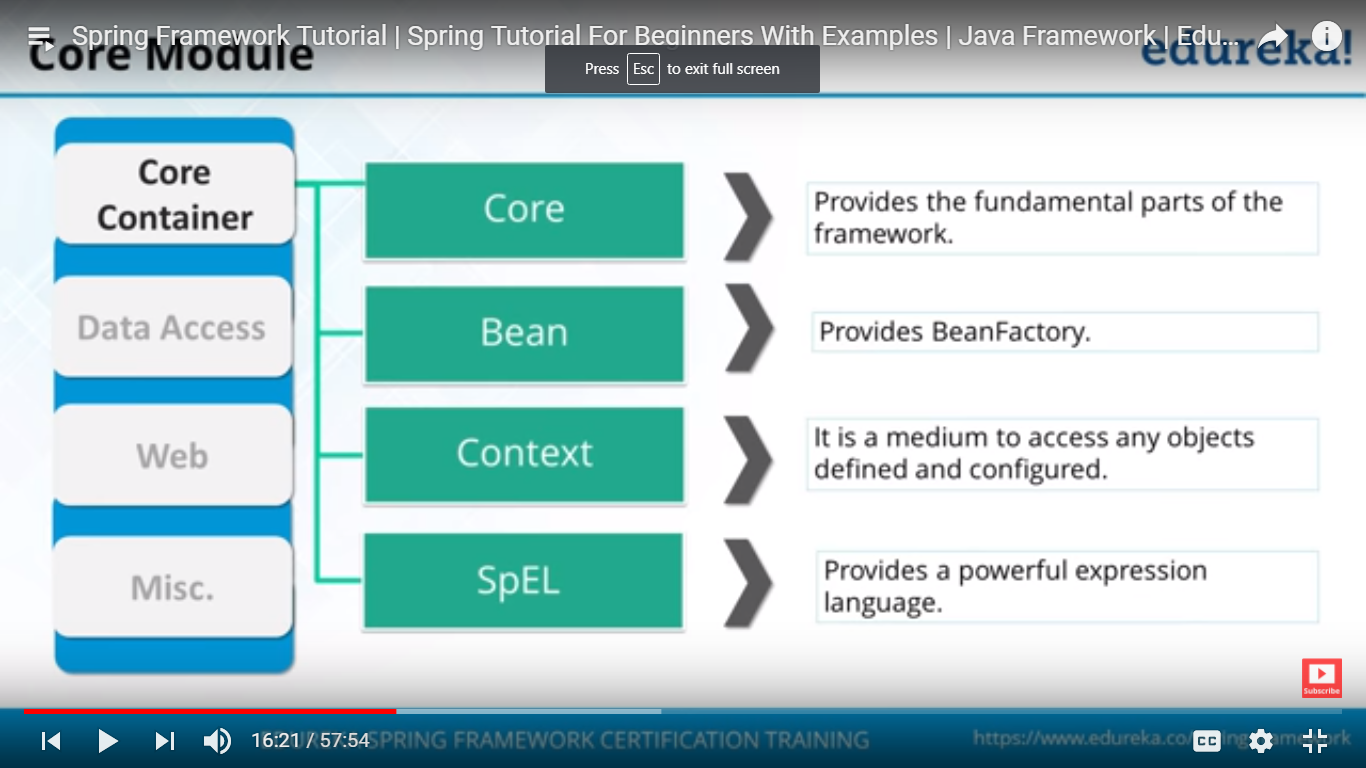 Spring Framework Tutorial | Spring Tutorial For Beginners With Examples | Java Framework | Edu...
Core Module
edureka!
Press Esc to exit full screen
Core
Container
Data Access
Web
Misc.
Core
Provides the fundamental parts of the
framework.
Bean
Provides BeanFactory.
Context
It is a medium to access any objects
defined and configured.
SpEL
Provides a powerful expression
language.
Subscribe
16:21 / 57:54
SPRING FRAMEWORK CERTIFICATION TRAINING
https://www.edureka.co/
CC